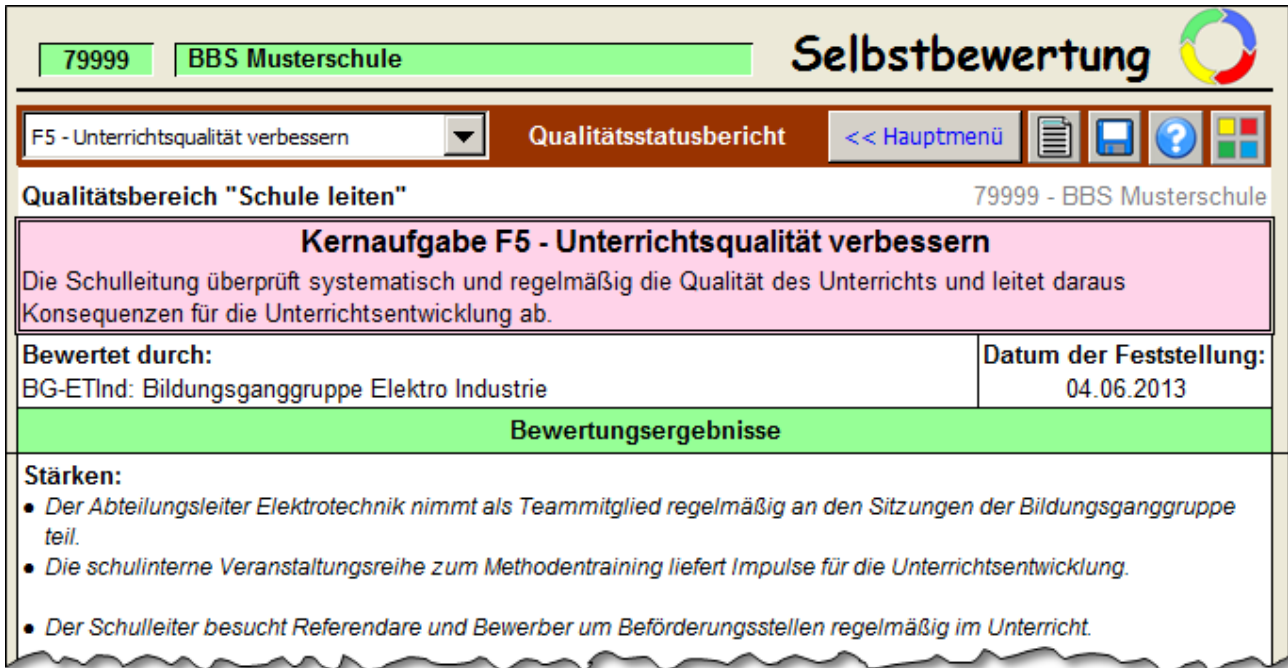 79999 BBS Musterschule Selbstbewertung
F5 - Unterrichtsqualität verbessern Qualitätsstatusbericht << Hauptmenü ?
Qualitätsbereich "Schule leiten" 79999 - BBS Musterschule
Kernaufgabe F5 - Unterrichtsqualität verbessern
Die Schulleitung überprüft systematisch und regelmäßig die Qualität des Unterrichts und leitet daraus
Konsequenzen für die Unterrichtsentwicklung ab.
Bewertet durch: Datum der Feststellung:
BG-ETInd: Bildungsganggruppe Elektro Industrie 04.06.2013
Bewertungsergebnisse
Stärken:
● Der Abteilungsleiter Elektrotechnik nimmt als Teammitglied regelmäßig an den Sitzungen der Bildungsganggruppe
teil.
● Die schulinterne Veranstaltungsreihe zum Methodentraining liefert Impulse für die Unterrichtsentwicklung.
● Der Schulleiter besucht Referendare und Bewerber um Beförderungsstellen regelmäßig im Unterricht.